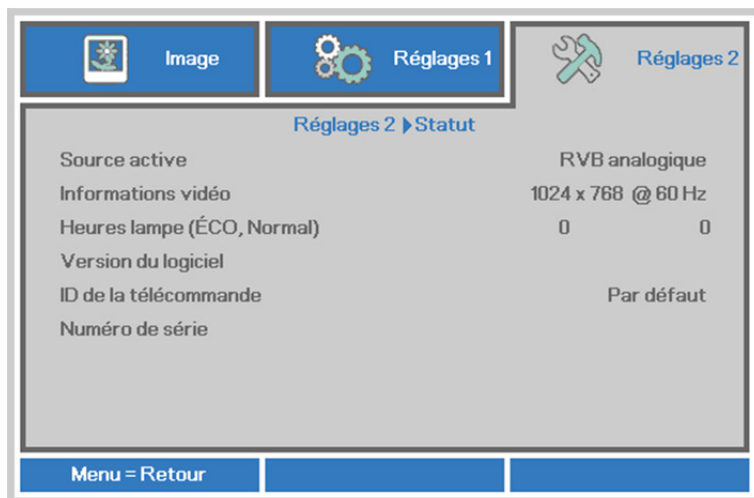 Image
Réglages 1
Réglages 2
Réglages 2 Statut
Source active RVB analogique
Informations vidéo 1024 x 768 @ 60 Hz
Heures lampe (ÉCO, Normal) 0 0
Version du logiciel
ID de la télécommande Par défaut
Numéro de série
Menu = Retour